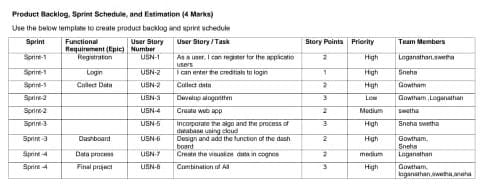 Product Backlog, Sprint Schedule, and Estimation (4 Marks)
Use the below template to create product backlog and sprint schedule
Sprint Functional Requirement (Epic) User Story Number User Story / Task Story Points Priority Team Members
Sprint-1 Registration USN-1 As a user, I can register for the applicatio users 2 High Loganathan,swetha
Sprint-1 Login USN-2 I can enter the creditals to login 1 High Sneha
Sprint-1 Collect Data USN-2 Collect data 2 High Gowtham
Sprint-2 USN-3 Develop alogorithm 3 Low Gowtham ,Loganathan
Sprint-2 USN-4 Create web app 2 Medium swetha
Sprint-3 USN-5 Incorporate the algo and the process of database using cloud 3 High Sneha swetha
Sprint -3 Dashboard USN-6 Design and add the function of the dash board 2 High Gowtham, Sneha
Sprint -4 Data process USN-7 Create the visualize data in cognos 2 medium Loganathan
Sprint -4 Final project USN-8 Combination of All 3 High Gowtham, loganathan,swetha,aneha